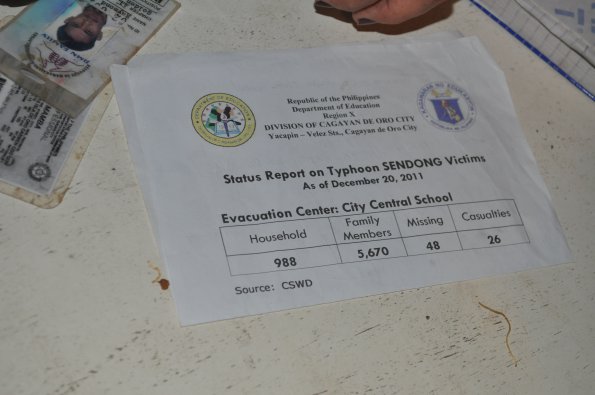 Republic of the Philippines
Department of Education
Region X
DIVISION OF CAGAYAN DE ORO CITY
Yacapin – Velez Sts., Cagayan de Oro City
Status Report on Typhoon SENDONG Victims
As of December 20, 2011
Evacuation Center: City Central School
Household Family Members Missing Casualties
988 5,670 48 26
Source: CSWD